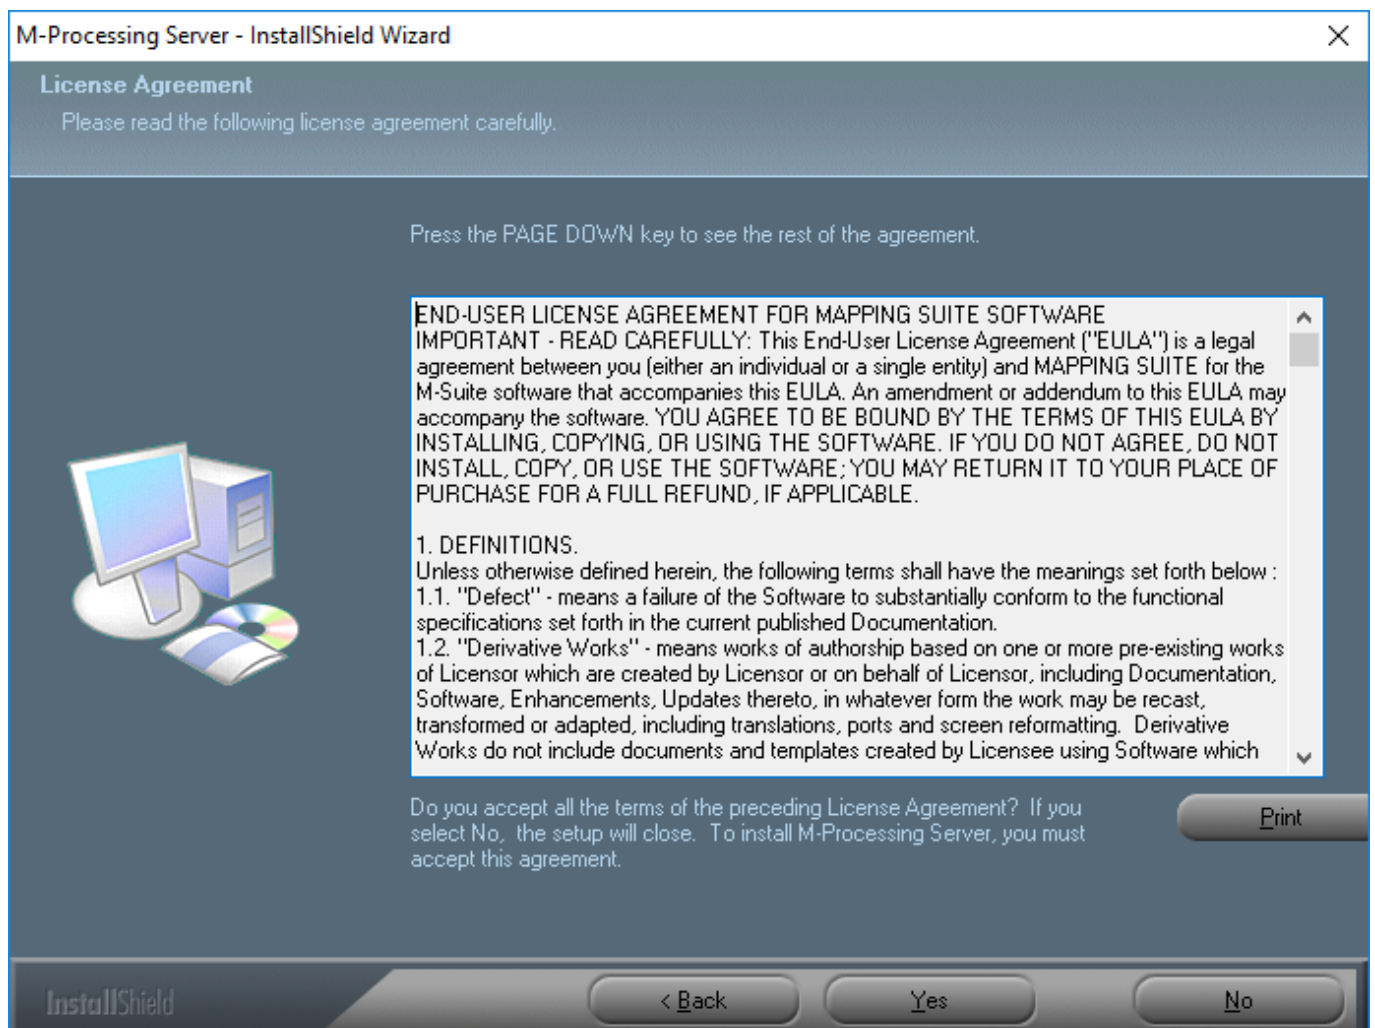 M-Processing Server - InstallShield Wizard
License Agreement
Please read the following license agreement carefully.
Press the PAGE DOWN key to see the rest of the agreement.
END-USER LICENSE AGREEMENT FOR MAPPING SUITE SOFTWARE
IMPORTANT - READ CAREFULLY: This End-User License Agreement ("EULA") is a legal
agreement between you (either an individual or a single entity) and MAPPING SUITE for the
M-Suite software that accompanies this EULA. An amendment or addendum to this EULA may
accompany the software. YOU AGREE TO BE BOUND BY THE TERMS OF THIS EULA BY
INSTALLING, COPYING, OR USING THE SOFTWARE. IF YOU DO NOT AGREE, DO NOT
INSTALL, COPY, OR USE THE SOFTWARE; YOU MAY RETURN IT TO YOUR PLACE OF
PURCHASE FOR A FULL REFUND, IF APPLICABLE.
1. DEFINITIONS.
Unless otherwise defined herein, the following terms shall have the meanings set forth below :
1.1. "Defect" - means a failure of the Software to substantially conform to the functional
specifications set forth in the current published Documentation.
1.2. "Derivative Works" - means works of authorship based on one or more pre-existing works
of Licensor which are created by Licensor or on behalf of Licensor, including Documentation,
Software, Enhancements, Updates thereto, in whatever form the work may be recast,
transformed or adapted, including translations, ports and screen reformatting.  Derivative
Works do not include documents and templates created by Licensee using Software which
Do you accept all the terms of the preceding License Agreement?  If you
select No,  the setup will close.  To install M-Processing Server, you must
accept this agreement.
Print
InstallShield
< Back
Yes
No